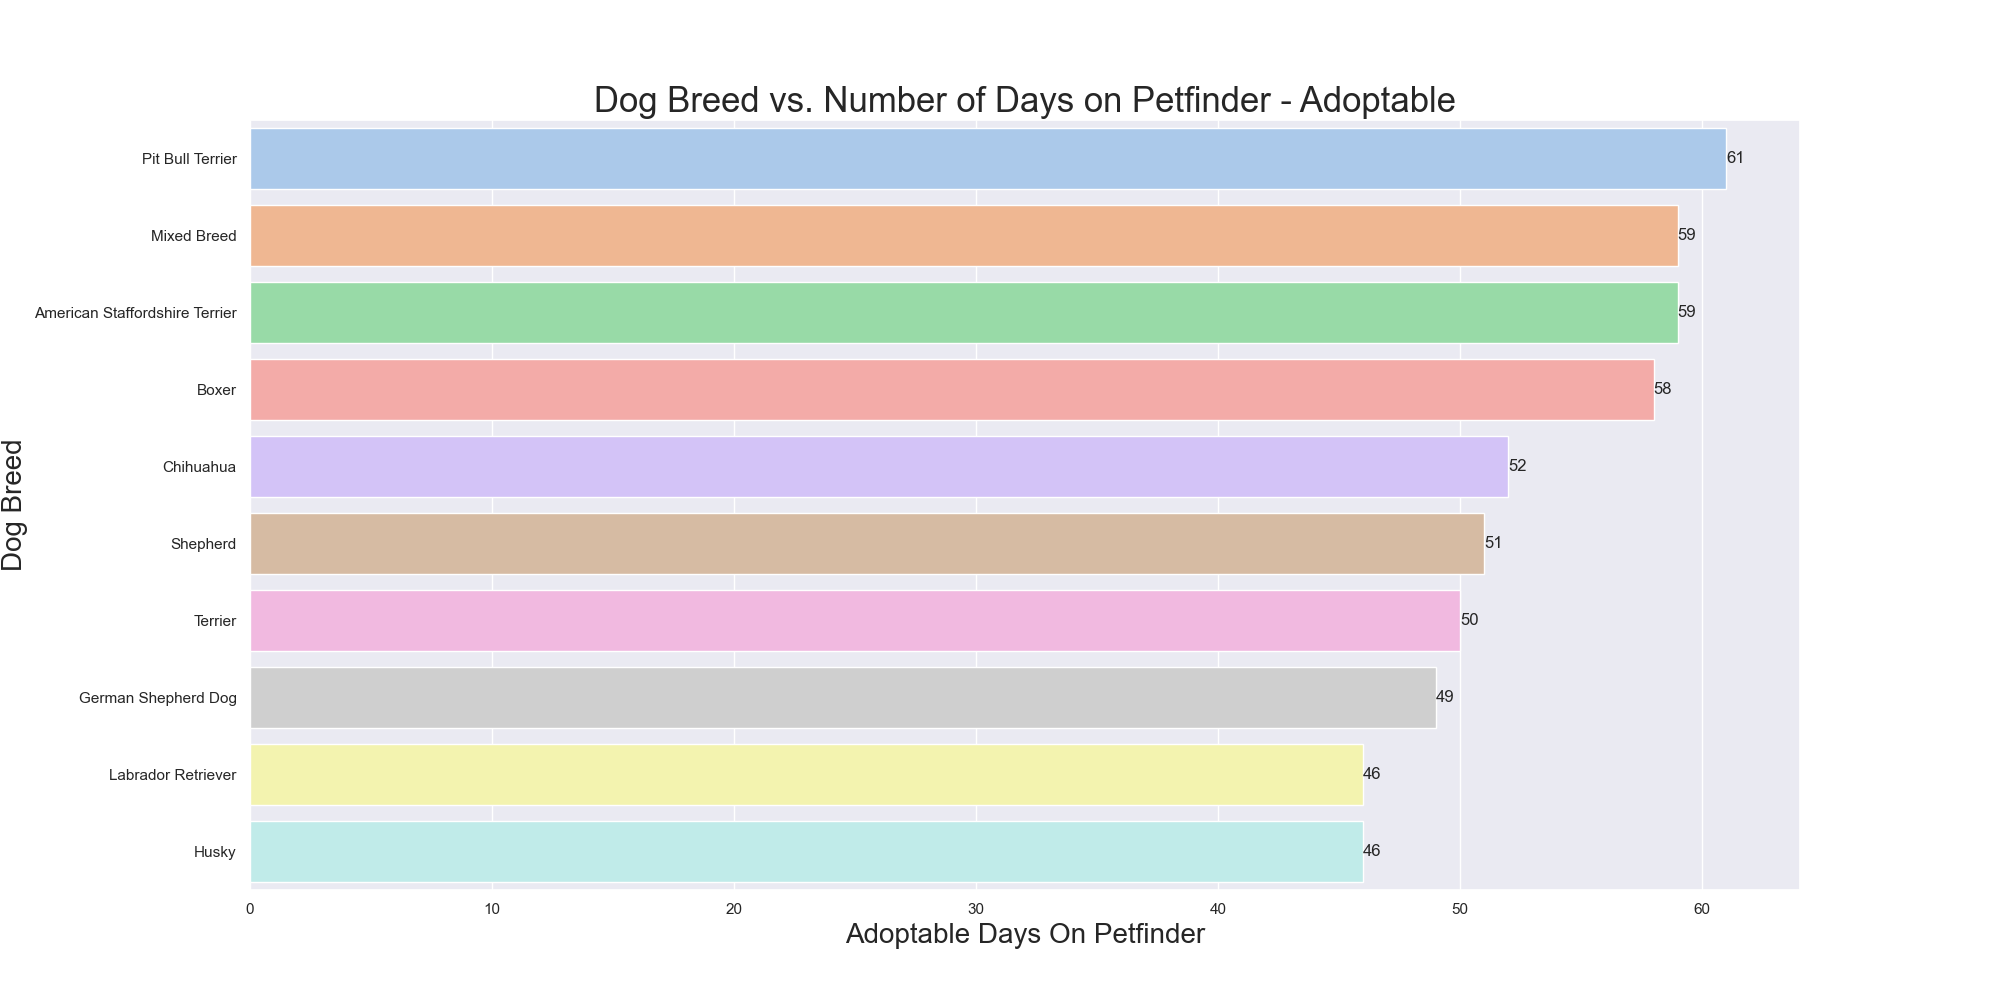 Dog Breed vs. Number of Days on Petfinder - Adoptable
Dog Breed
Pit Bull Terrier 61
Mixed Breed 59
American Staffordshire Terrier 59
Boxer 58
Chihuahua 52
Shepherd 51
Terrier 50
German Shepherd Dog 49
Labrador Retriever 46
Husky 46
0 10 20 30 40 50 60
Adoptable Days On Petfinder